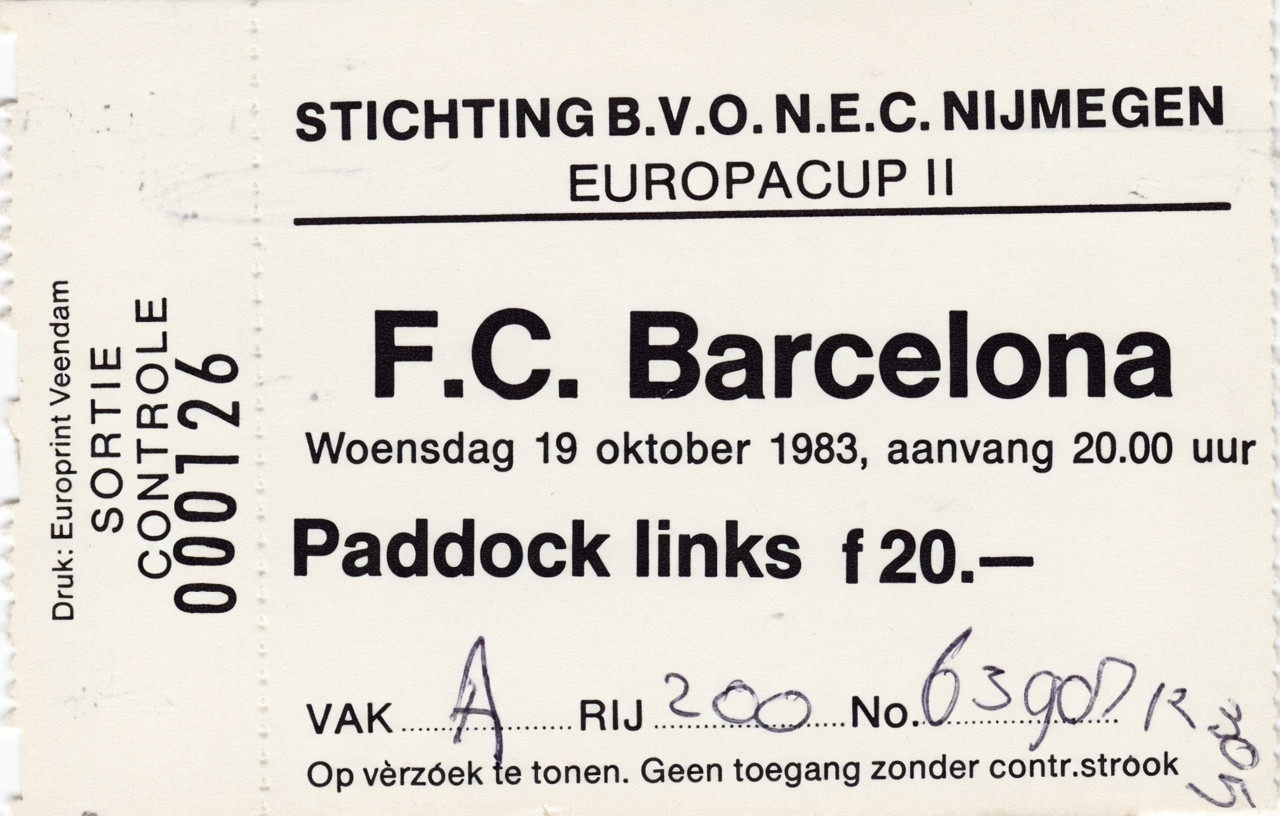 STICHTING B.V.O. N.E.C. NIJMEGEN
EUROPACUP II
F.C. Barcelona
Woensdag 19 oktober 1983, aanvang 20.00 uur
Paddock links f 20.—
VAK A RIJ 200 No.
Op verzoek te tonen. Geen toegang zonder contr.strook
Druk: Europrint Veendam
SORTIE
CONTROLE
000126